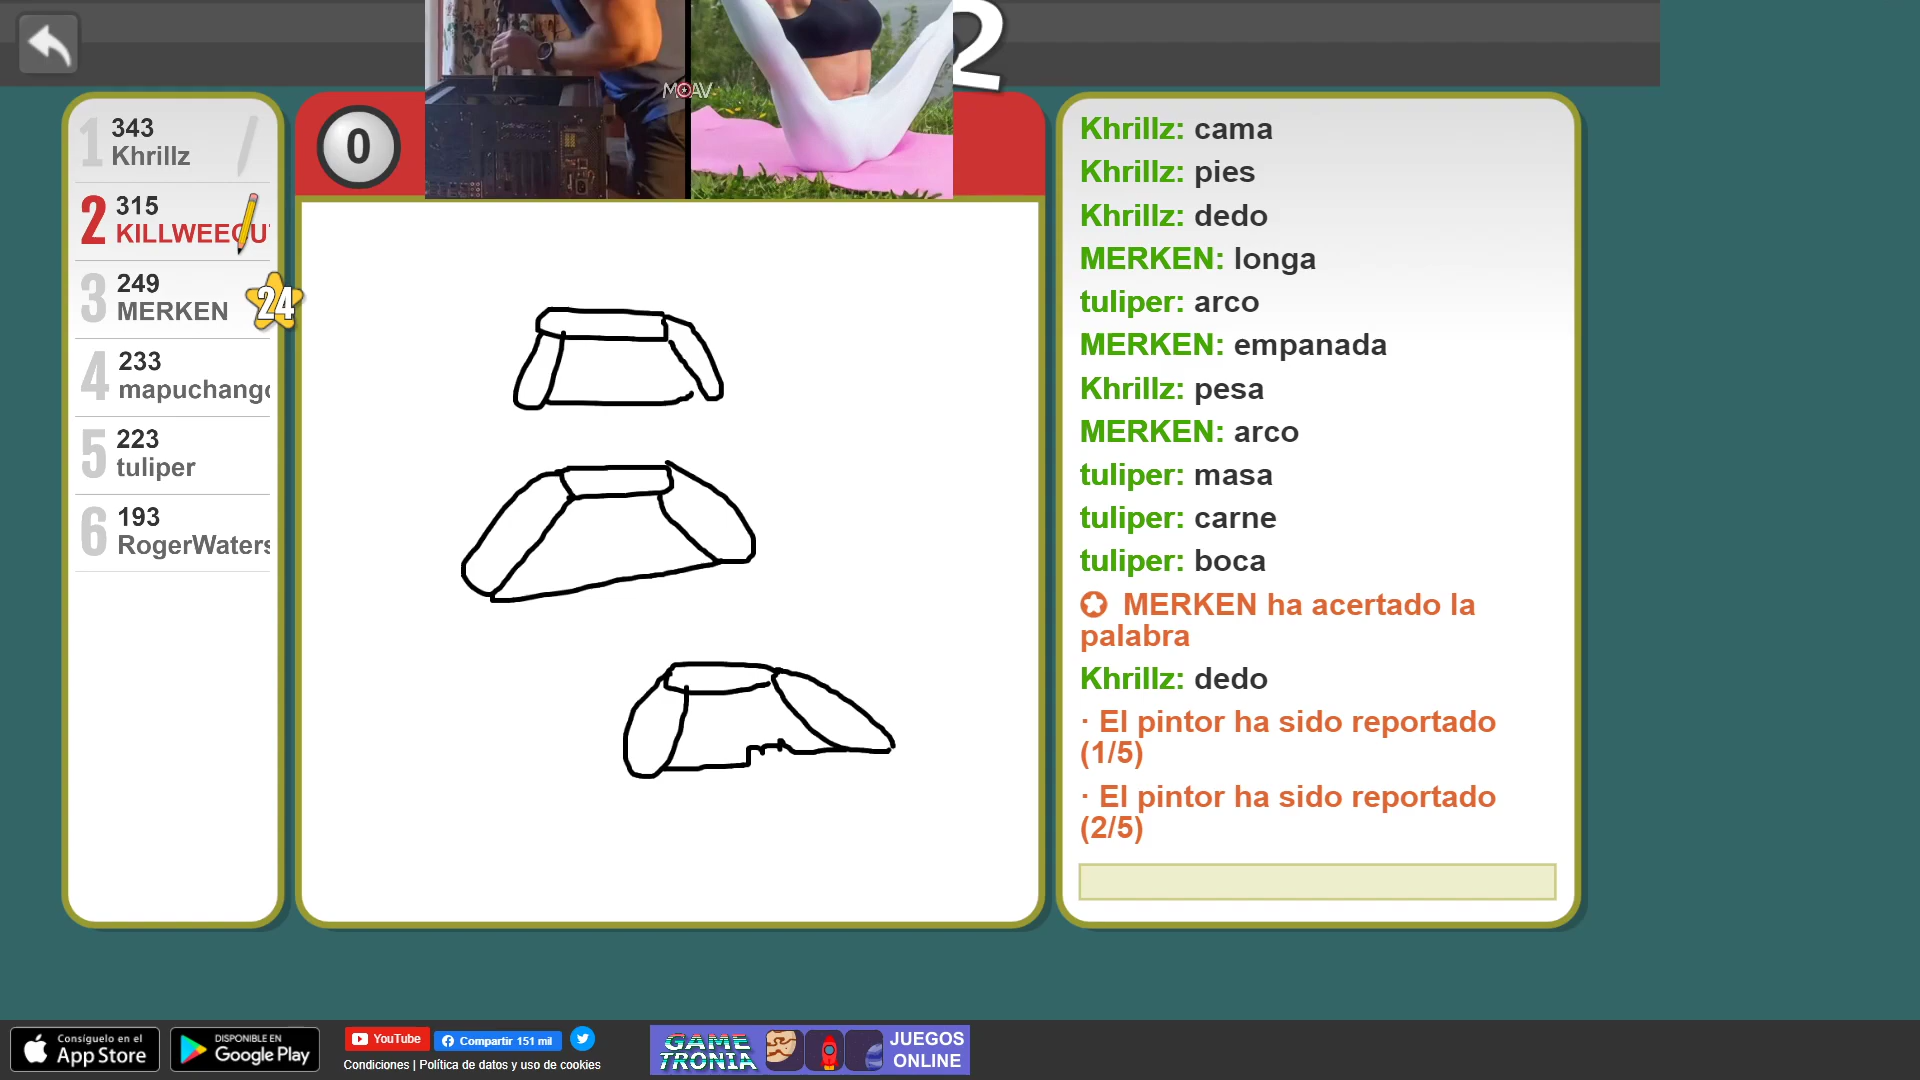 2
MOAV
1 343
Khrillz
2 315
KILLWEEOU
3 249
MERKEN
24
4 233
mapuchang
5 223
tuliper
6 193
RogerWaters
0
Khrillz: cama
Khrillz: pies
Khrillz: dedo
MERKEN: longa
tuliper: arco
MERKEN: empanada
Khrillz: pesa
MERKEN: arco
tuliper: masa
tuliper: carne
tuliper: boca
MERKEN ha acertado la
palabra
Khrillz: dedo
· El pintor ha sido reportado
(1/5)
· El pintor ha sido reportado
(2/5)
Consíguelo en el
App Store
DISPONIBLE EN
Google Play
YouTube
Compartir 151 mil
Condiciones | Política de datos y uso de cookies
GAME
TRONIA
JUEGOS
ONLINE